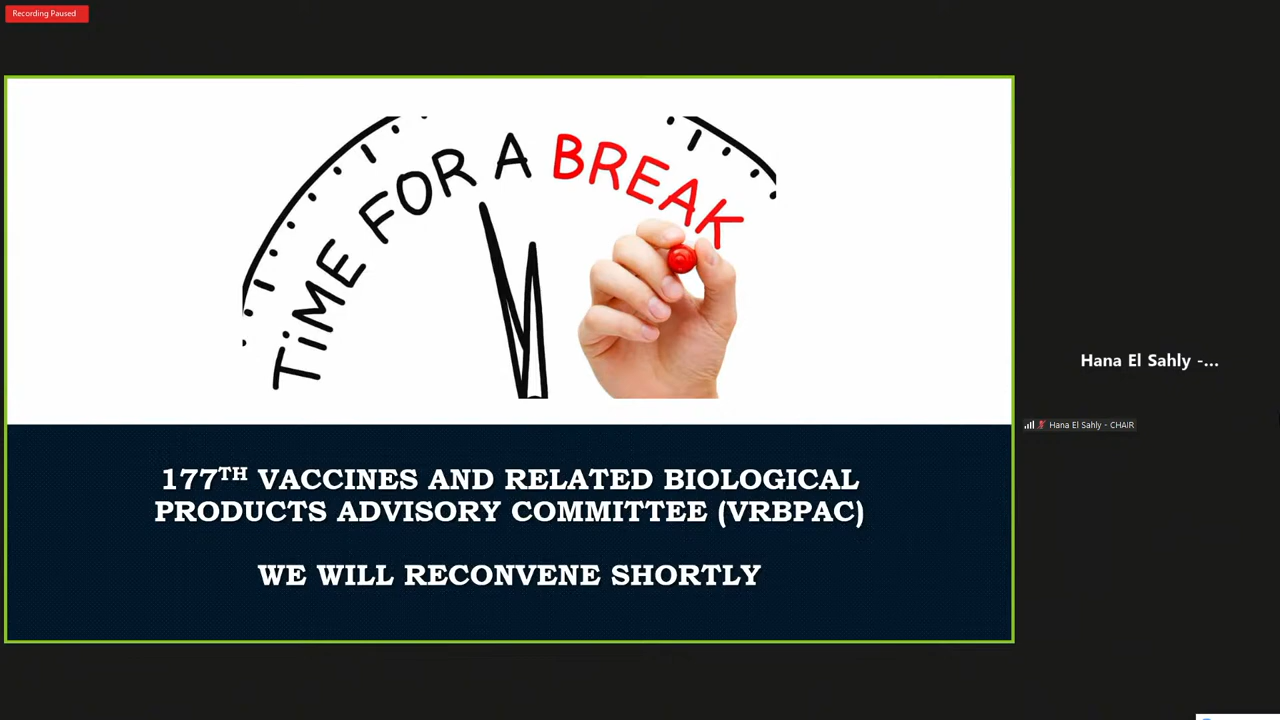 Recording Paused
TiME FOR A BREAK
177TH VACCINES AND RELATED BIOLOGICAL
PRODUCTS ADVISORY COMMITTEE (VRBPAC)
WE WILL RECONVENE SHORTLY
Hana El Sahly -...
Hana El Sahly - CHAIR